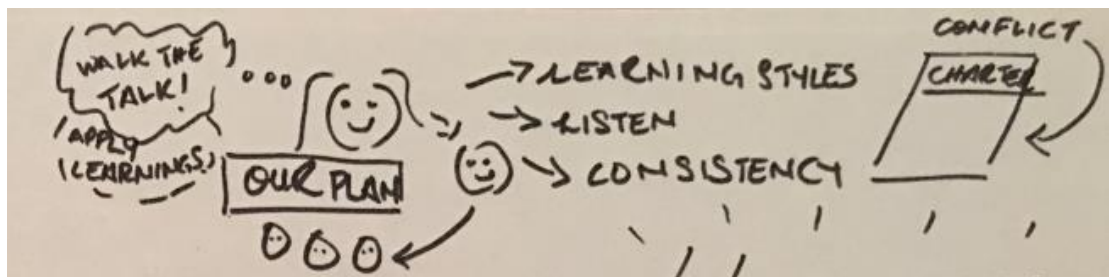 WALK THE
TALK!
APPLY
LEARNINGS
OUR PLAN
LEARNING STYLES
LISTEN
CONSISTENCY
CONFLICT
CHARTER